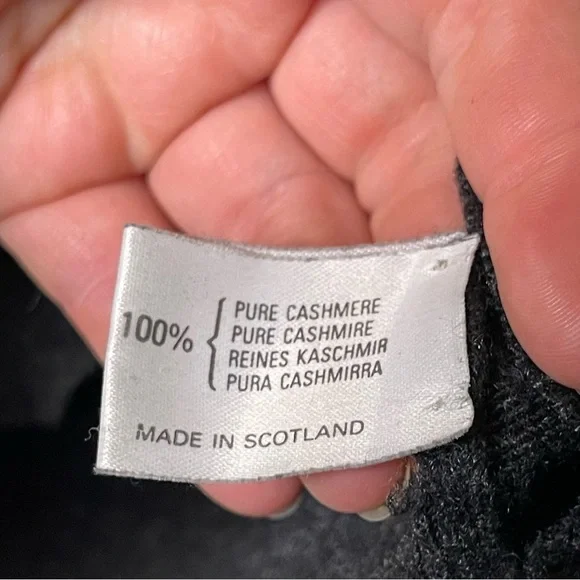 100%
PURE CASHMERE
PURE CASHMIRE
REINES KASCHMIR
PURA CASHMIRRA
MADE IN SCOTLAND